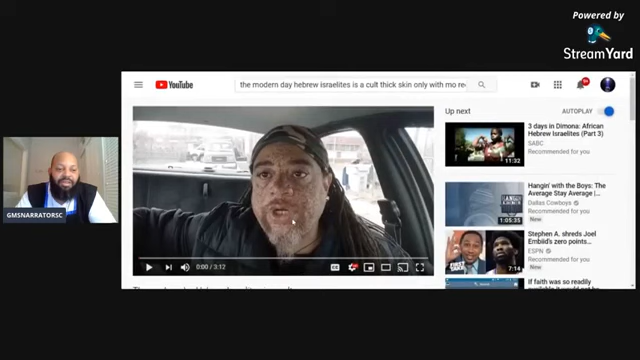 Powered by
StreamYard
YouTube
the modern day hebrew israelites is a cult thick skin only with mo re
Up next
AUTOPLAY
3 days in Dimona: African
Hebrew Israelites (Part 3)
SABC
Recommended for you
11:32
Hangin' with the Boys: The
Average Stay Average |...
Dallas Cowboys
Recommended for you
New
1:05:35
Stephen A. shreds Joel
Embiid's zero points...
ESPN
Recommended for you
New
FIRST
TAKE
7:14
If faith was so readily
GMSNARRATORSC
0:00 / 3:12